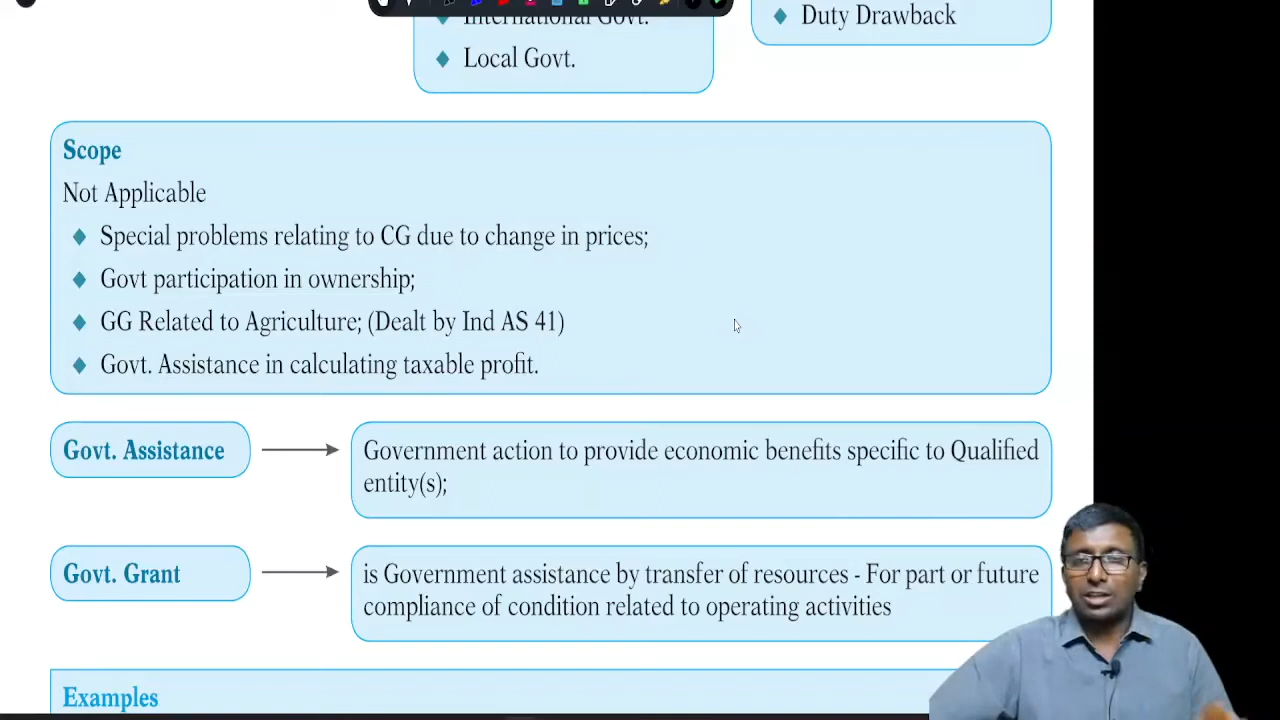 International Govt.
Local Govt.
Duty Drawback
Scope
Not Applicable
Special problems relating to CG due to change in prices;
Govt participation in ownership;
GG Related to Agriculture; (Dealt by Ind AS 41)
Govt. Assistance in calculating taxable profit.
Govt. Assistance
Government action to provide economic benefits specific to Qualified
entity(s);
Govt. Grant
is Government assistance by transfer of resources - For part or future
compliance of condition related to operating activities
Examples